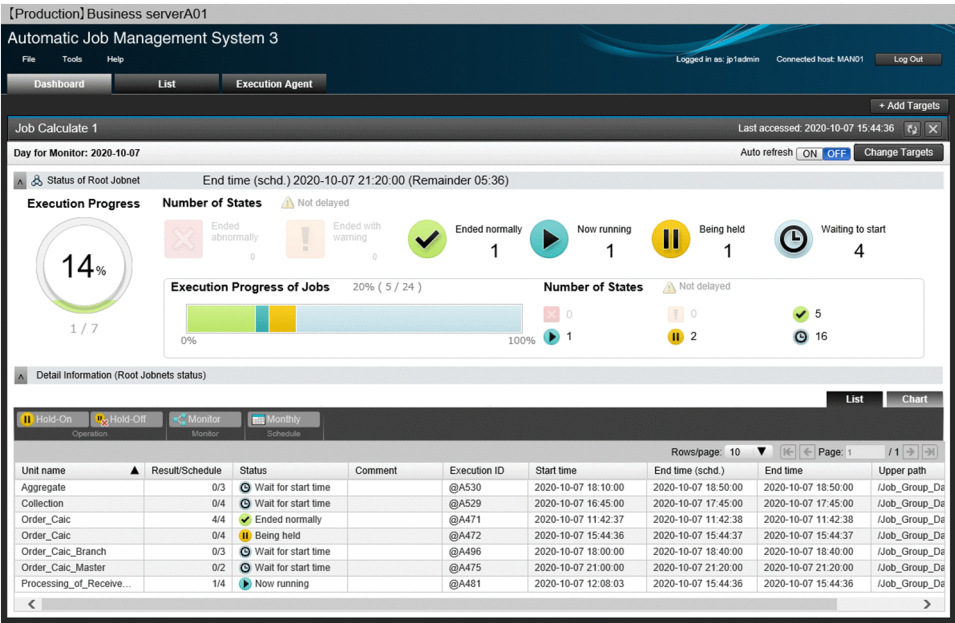 【Production】Business serverA01
Automatic Job Management System 3
File Tools Help
Logged in as: jp1admin Connected host: MAN01 Log Out
Dashboard List Execution Agent
+ Add Targets
Job Calculate 1 Last accessed: 2020-10-07 15:44:36
Day for Monitor: 2020-10-07 Auto refresh ON OFF Change Targets
Status of Root Jobnet End time (schd.) 2020-10-07 21:20:00 (Remainder 05:36)
Execution Progress Number of States Not delayed
14%
1 / 7
Ended abnormally 0
Ended with warning 0
Ended normally 1
Now running 1
Being held 1
Waiting to start 4
Execution Progress of Jobs 20% ( 5 / 24 )
0% 100%
Number of States Not delayed
0 0 5
1 2 16
Detail Information (Root Jobnets status)
List Chart
Hold-On Hold-Off Monitor Monthly
Operation Monitor Schedule
Rows/page: 10 Page: 1 / 1
Unit name Result/Schedule Status Comment Execution ID Start time End time (schd.) End time Upper path
Aggregate 0/3 Wait for start time @A530 2020-10-07 18:10:00 2020-10-07 18:50:00 2020-10-07 18:50:00 /Job_Group_Da
Collection 0/4 Wait for start time @A529 2020-10-07 16:45:00 2020-10-07 17:45:00 2020-10-07 17:45:00 /Job_Group_Da
Order_Caic 4/4 Ended normally @A471 2020-10-07 11:42:37 2020-10-07 11:42:38 2020-10-07 11:42:38 /Job_Group_Da
Order_Caic 0/4 Being held @A472 2020-10-07 15:44:36 2020-10-07 15:44:37 2020-10-07 15:44:37 /Job_Group_Da
Order_Caic_Branch 0/3 Wait for start time @A496 2020-10-07 18:00:00 2020-10-07 18:40:00 2020-10-07 18:40:00 /Job_Group_Da
Order_Caic_Master 0/2 Wait for start time @A475 2020-10-07 21:00:00 2020-10-07 21:20:00 2020-10-07 21:20:00 /Job_Group_Da
Processing_of_Receive... 1/4 Now running @A481 2020-10-07 12:08:03 2020-10-07 15:44:36 2020-10-07 15:44:36 /Job_Group_Da